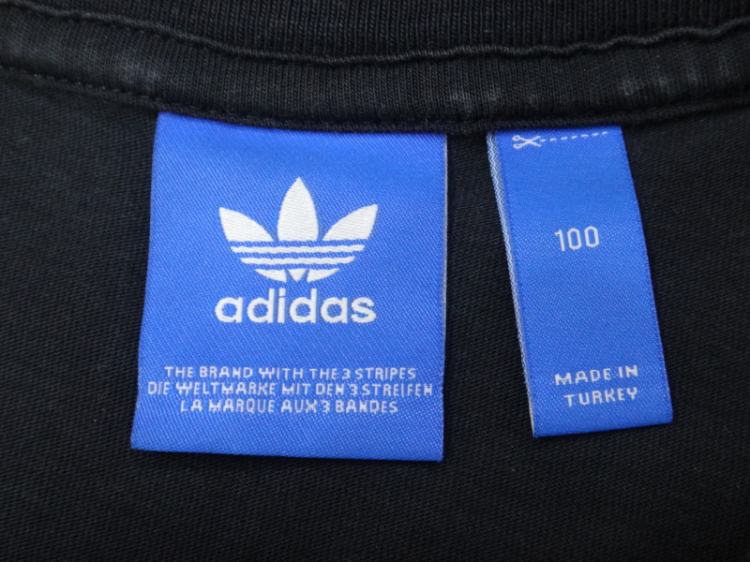 adidas
THE BRAND WITH THE 3 STRIPES
DIE WELTMARKE MIT DEN 3 STREIFEN
LA MARQUE AUX 3 BANDES
100
MADE IN
TURKEY